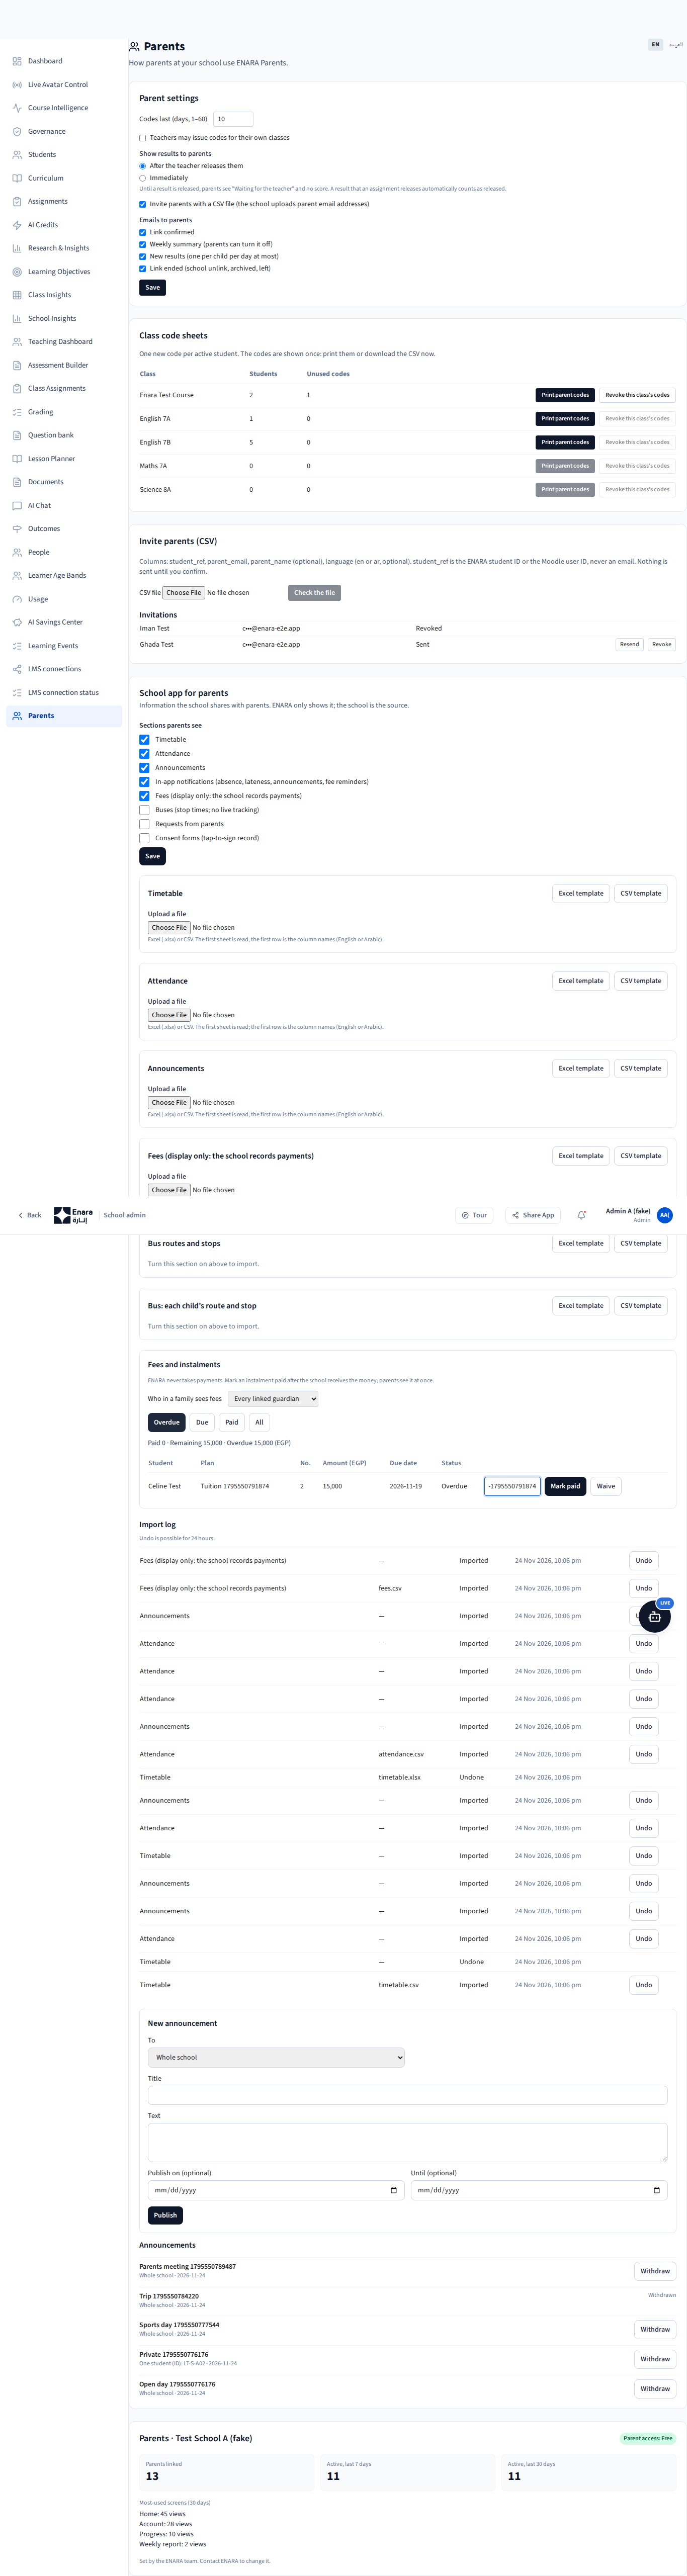 Parents
EN
العربية
How parents at your school use ENARA Parents.
Dashboard
Live Avatar Control
Course Intelligence
Governance
Students
Curriculum
Assignments
AI Credits
Research & Insights
Learning Objectives
Class Insights
School Insights
Teaching Dashboard
Assessment Builder
Class Assignments
Grading
Question bank
Lesson Planner
Documents
AI Chat
Outcomes
People
Learner Age Bands
Usage
AI Savings Center
Learning Events
LMS connections
LMS connection status
Parents
Parent settings
Codes last (days, 1–60) 10
Teachers may issue codes for their own classes
Show results to parents
After the teacher releases them
Immediately
Until a result is released, parents see "Waiting for the teacher" and no score. A result that an assignment releases automatically counts as released.
Invite parents with a CSV file (the school uploads parent email addresses)
Emails to parents
Link confirmed
Weekly summary (parents can turn it off)
New results (one per child per day at most)
Link ended (school unlink, archived, left)
Save
Class code sheets
One new code per active student. The codes are shown once: print them or download the CSV now.
Class Students Unused codes
Enara Test Course 2 1 Print parent codes Revoke this class's codes
English 7A 1 0 Print parent codes Revoke this class's codes
English 7B 5 0 Print parent codes Revoke this class's codes
Maths 7A 0 0 Print parent codes Revoke this class's codes
Science 8A 0 0 Print parent codes Revoke this class's codes
Invite parents (CSV)
Columns: student_ref, parent_email, parent_name (optional), language (en or ar, optional). student_ref is the ENARA student ID or the Moodle user ID, never an email. Nothing is
sent until you confirm.
CSV file Choose File No file chosen Check the file
Invitations
Iman Test c•••@enara-e2e.app Revoked
Ghada Test c•••@enara-e2e.app Sent Resend Revoke
School app for parents
Information the school shares with parents. ENARA only shows it; the school is the source.
Sections parents see
Timetable
Attendance
Announcements
In-app notifications (absence, lateness, announcements, fee reminders)
Fees (display only: the school records payments)
Buses (stop times; no live tracking)
Requests from parents
Consent forms (tap-to-sign record)
Save
Timetable Excel template CSV template
Upload a file
Choose File No file chosen
Excel (.xlsx) or CSV. The first sheet is read; the first row is the column names (English or Arabic).
Attendance Excel template CSV template
Upload a file
Choose File No file chosen
Excel (.xlsx) or CSV. The first sheet is read; the first row is the column names (English or Arabic).
Announcements Excel template CSV template
Upload a file
Choose File No file chosen
Excel (.xlsx) or CSV. The first sheet is read; the first row is the column names (English or Arabic).
Fees (display only: the school records payments) Excel template CSV template
Upload a file
Choose File No file chosen
Back Enara إنارة School admin Tour Share App Admin A (fake) Admin AA(
Bus routes and stops Excel template CSV template
Turn this section on above to import.
Bus: each child's route and stop Excel template CSV template
Turn this section on above to import.
Fees and instalments
ENARA never takes payments. Mark an instalment paid after the school receives the money; parents see it at once.
Who in a family sees fees Every linked guardian
Overdue Due Paid All
Paid 0 · Remaining 15,000 · Overdue 15,000 (EGP)
Student Plan No. Amount (EGP) Due date Status
Celine Test Tuition 1795550791874 2 15,000 2026-11-19 Overdue -1795550791874 Mark paid Waive
Import log
Undo is possible for 24 hours.
Fees (display only: the school records payments) — Imported 24 Nov 2026, 10:06 pm Undo
Fees (display only: the school records payments) fees.csv Imported 24 Nov 2026, 10:06 pm Undo
LIVE
Announcements — Imported 24 Nov 2026, 10:06 pm
Attendance — Imported 24 Nov 2026, 10:06 pm Undo
Attendance — Imported 24 Nov 2026, 10:06 pm Undo
Attendance — Imported 24 Nov 2026, 10:06 pm Undo
Announcements — Imported 24 Nov 2026, 10:06 pm Undo
Attendance attendance.csv Imported 24 Nov 2026, 10:06 pm Undo
Timetable timetable.xlsx Undone 24 Nov 2026, 10:06 pm
Announcements — Imported 24 Nov 2026, 10:06 pm Undo
Attendance — Imported 24 Nov 2026, 10:06 pm Undo
Timetable — Imported 24 Nov 2026, 10:06 pm Undo
Announcements — Imported 24 Nov 2026, 10:06 pm Undo
Announcements — Imported 24 Nov 2026, 10:06 pm Undo
Attendance — Imported 24 Nov 2026, 10:06 pm Undo
Timetable — Undone 24 Nov 2026, 10:06 pm
Timetable timetable.csv Imported 24 Nov 2026, 10:06 pm Undo
New announcement
To
Whole school
Title
Text
Publish on (optional) Until (optional)
mm/dd/yyyy mm/dd/yyyy
Publish
Announcements
Parents meeting 1795550789487 Withdraw
Whole school · 2026-11-24
Trip 1795550784220 Withdrawn
Whole school · 2026-11-24
Sports day 1795550777544 Withdraw
Whole school · 2026-11-24
Private 1795550776176 Withdraw
One student (ID): 17-S-A02 · 2026-11-24
Open day 1795550776176 Withdraw
Whole school · 2026-11-24
Parents · Test School A (fake) Parent access: Free
Parents linked Active, last 7 days Active, last 30 days
13 11 11
Most-used screens (30 days)
Home: 45 views
Account: 28 views
Progress: 10 views
Weekly report: 2 views
Set by the ENARA team. Contact ENARA to change it.